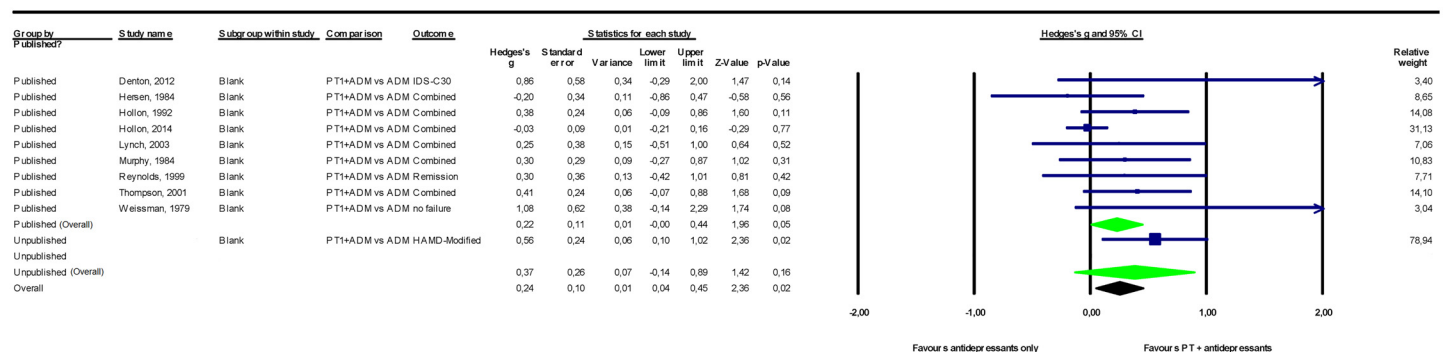 Group by Study name Subgroup within study Comparison Outcome Statistics for each study Hedges's g and 95% CI
Published?
Hedges's Standard Lower Upper Relative
g error Variance limit limit Z-Value p-Value weight
Published Denton, 2012 Blank PT1+ADM vs ADM IDS-C30 0,86 0,58 0,34 -0,29 2,00 1,47 0,14 3,40
Published Hersen, 1984 Blank PT1+ADM vs ADM Combined -0,20 0,34 0,11 -0,86 0,47 -0,58 0,56 8,65
Published Hollon, 1992 Blank PT1+ADM vs ADM Combined 0,38 0,24 0,06 -0,09 0,86 1,60 0,11 14,08
Published Hollon, 2014 Blank PT1+ADM vs ADM Combined -0,03 0,09 0,01 -0,21 0,16 -0,29 0,77 31,13
Published Lynch, 2003 Blank PT1+ADM vs ADM Combined 0,25 0,38 0,15 -0,51 1,00 0,64 0,52 7,06
Published Murphy, 1984 Blank PT1+ADM vs ADM Combined 0,30 0,29 0,09 -0,27 0,87 1,02 0,31 10,83
Published Reynolds, 1999 Blank PT1+ADM vs ADM Remission 0,30 0,36 0,13 -0,42 1,01 0,81 0,42 7,71
Published Thompson, 2001 Blank PT1+ADM vs ADM Combined 0,41 0,24 0,06 -0,07 0,88 1,68 0,09 14,10
Published Weissman, 1979 Blank PT1+ADM vs ADM no failure 1,08 0,62 0,38 -0,14 2,29 1,74 0,08 3,04
Published (Overall) 0,22 0,11 0,01 -0,00 0,44 1,96 0,05
Unpublished Blank PT1+ADM vs ADM HAMD-Modified 0,56 0,24 0,06 0,10 1,02 2,36 0,02 78,94
Unpublished
Unpublished (Overall) 0,37 0,26 0,07 -0,14 0,89 1,42 0,16
Overall 0,24 0,10 0,01 0,04 0,45 2,36 0,02
-2,00 -1,00 0,00 1,00 2,00
Favours antidepressants only Favours PT + antidepressants